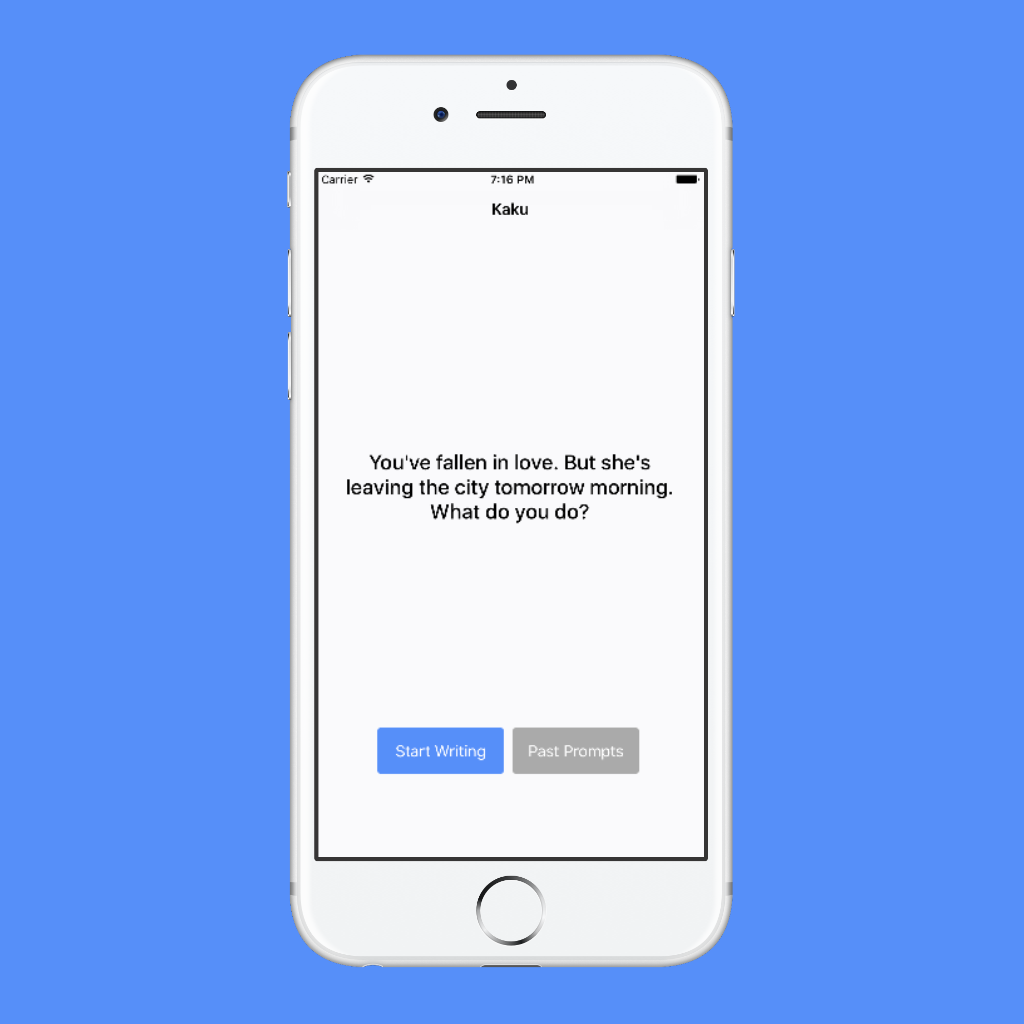 Carrier 7:16 PM
Kaku
You've fallen in love. But she's
leaving the city tomorrow morning.
What do you do?
Start Writing Past Prompts